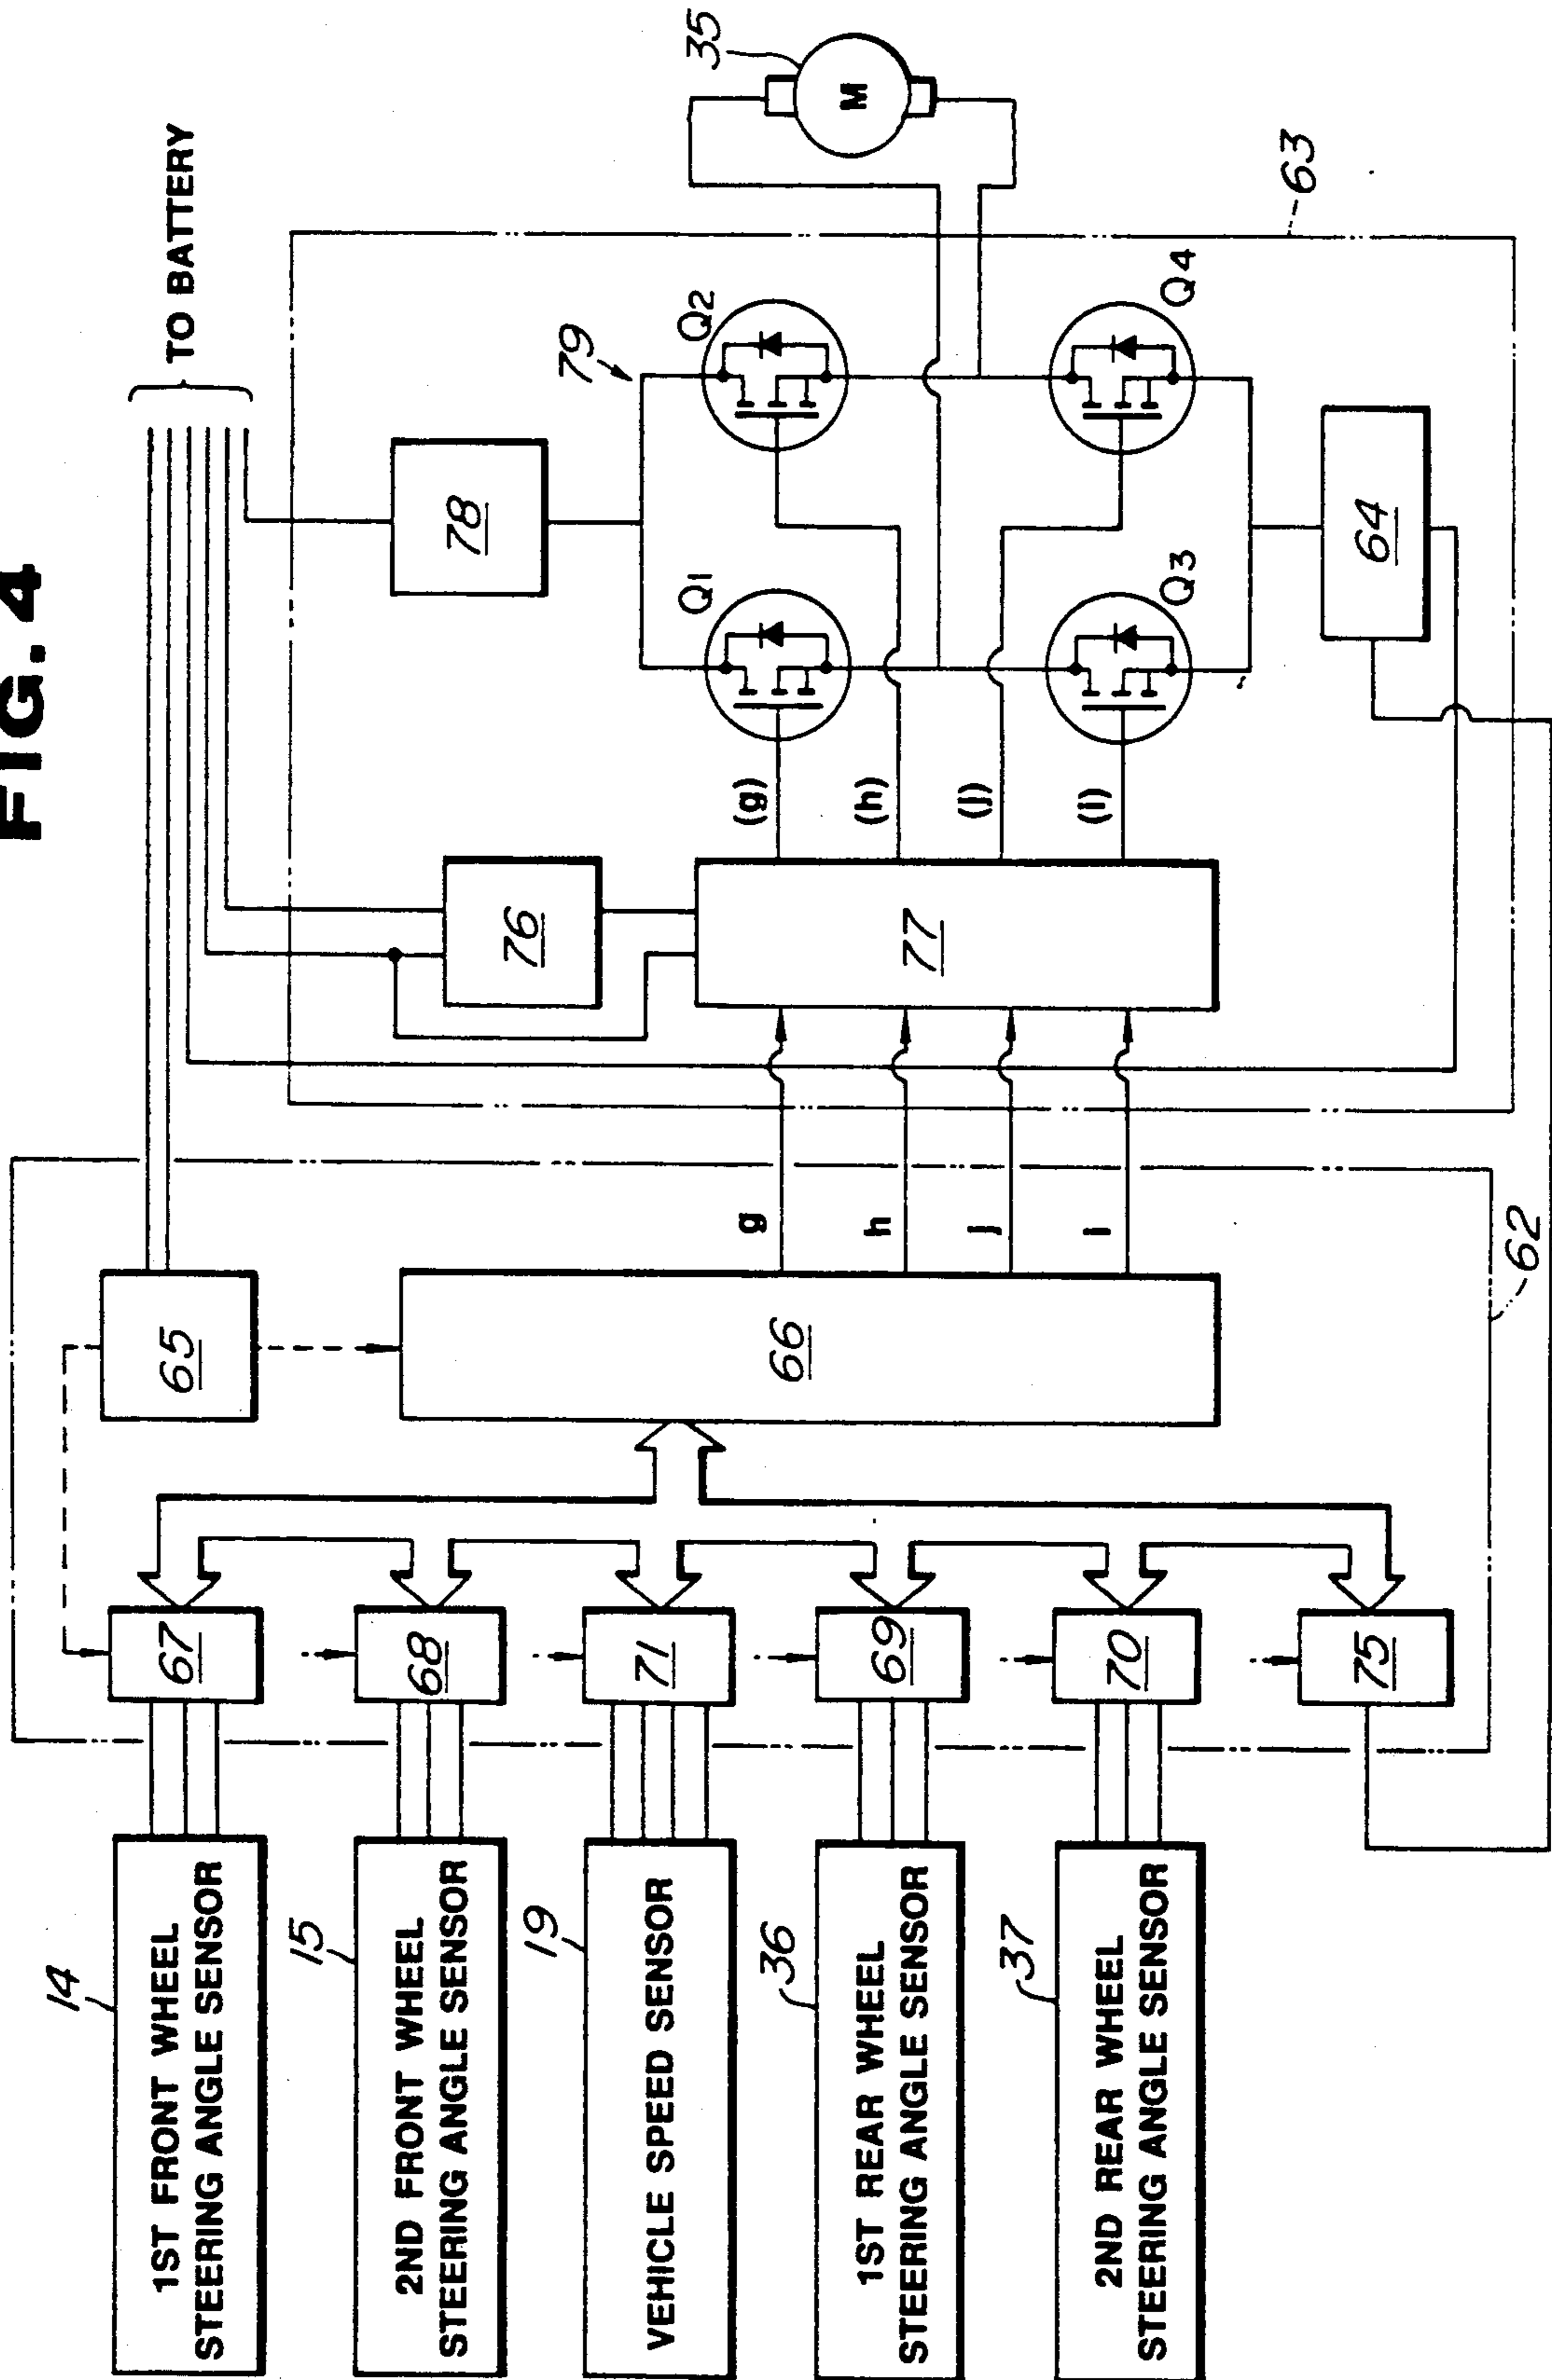 FIG. 4
TO BATTERY
14
1ST FRONT WHEEL
STEERING ANGLE SENSOR
15
2ND FRONT WHEEL
STEERING ANGLE SENSOR
19
VEHICLE SPEED SENSOR
36
1ST REAR WHEEL
STEERING ANGLE SENSOR
37
2ND REAR WHEEL
STEERING ANGLE SENSOR
67
68
71
69
70
75
65
66
62
g
h
j
i
76
77
(g)
(h)
(j)
(i)
78
79
Q1
Q2
Q3
Q4
64
63
35
M